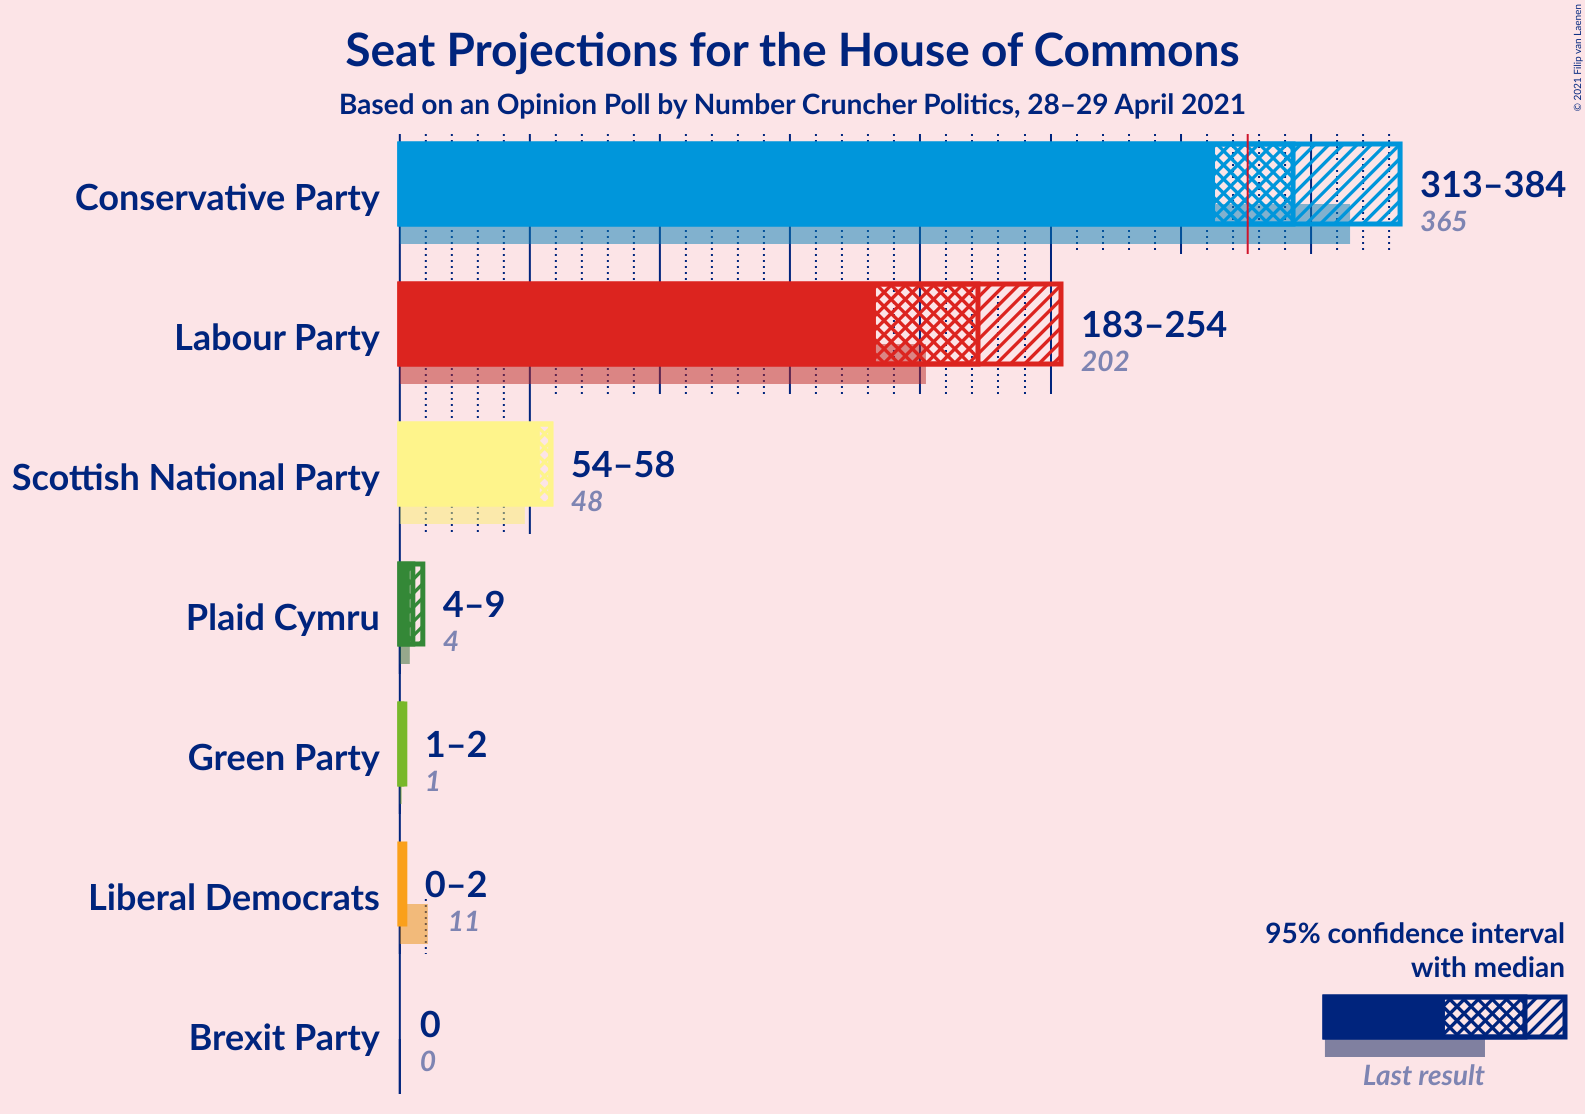 Seat Projections for the House of Commons
Based on an Opinion Poll by Number Cruncher Politics, 28–29 April 2021
© 2021 Filip van Laenen
Conservative Party
313–384
365
Labour Party
183–254
202
Scottish National Party
54–58
48
Plaid Cymru
4–9
4
Green Party
1–2
1
Liberal Democrats
0–2
11
Brexit Party
0
0
95% confidence interval
with median
Last result